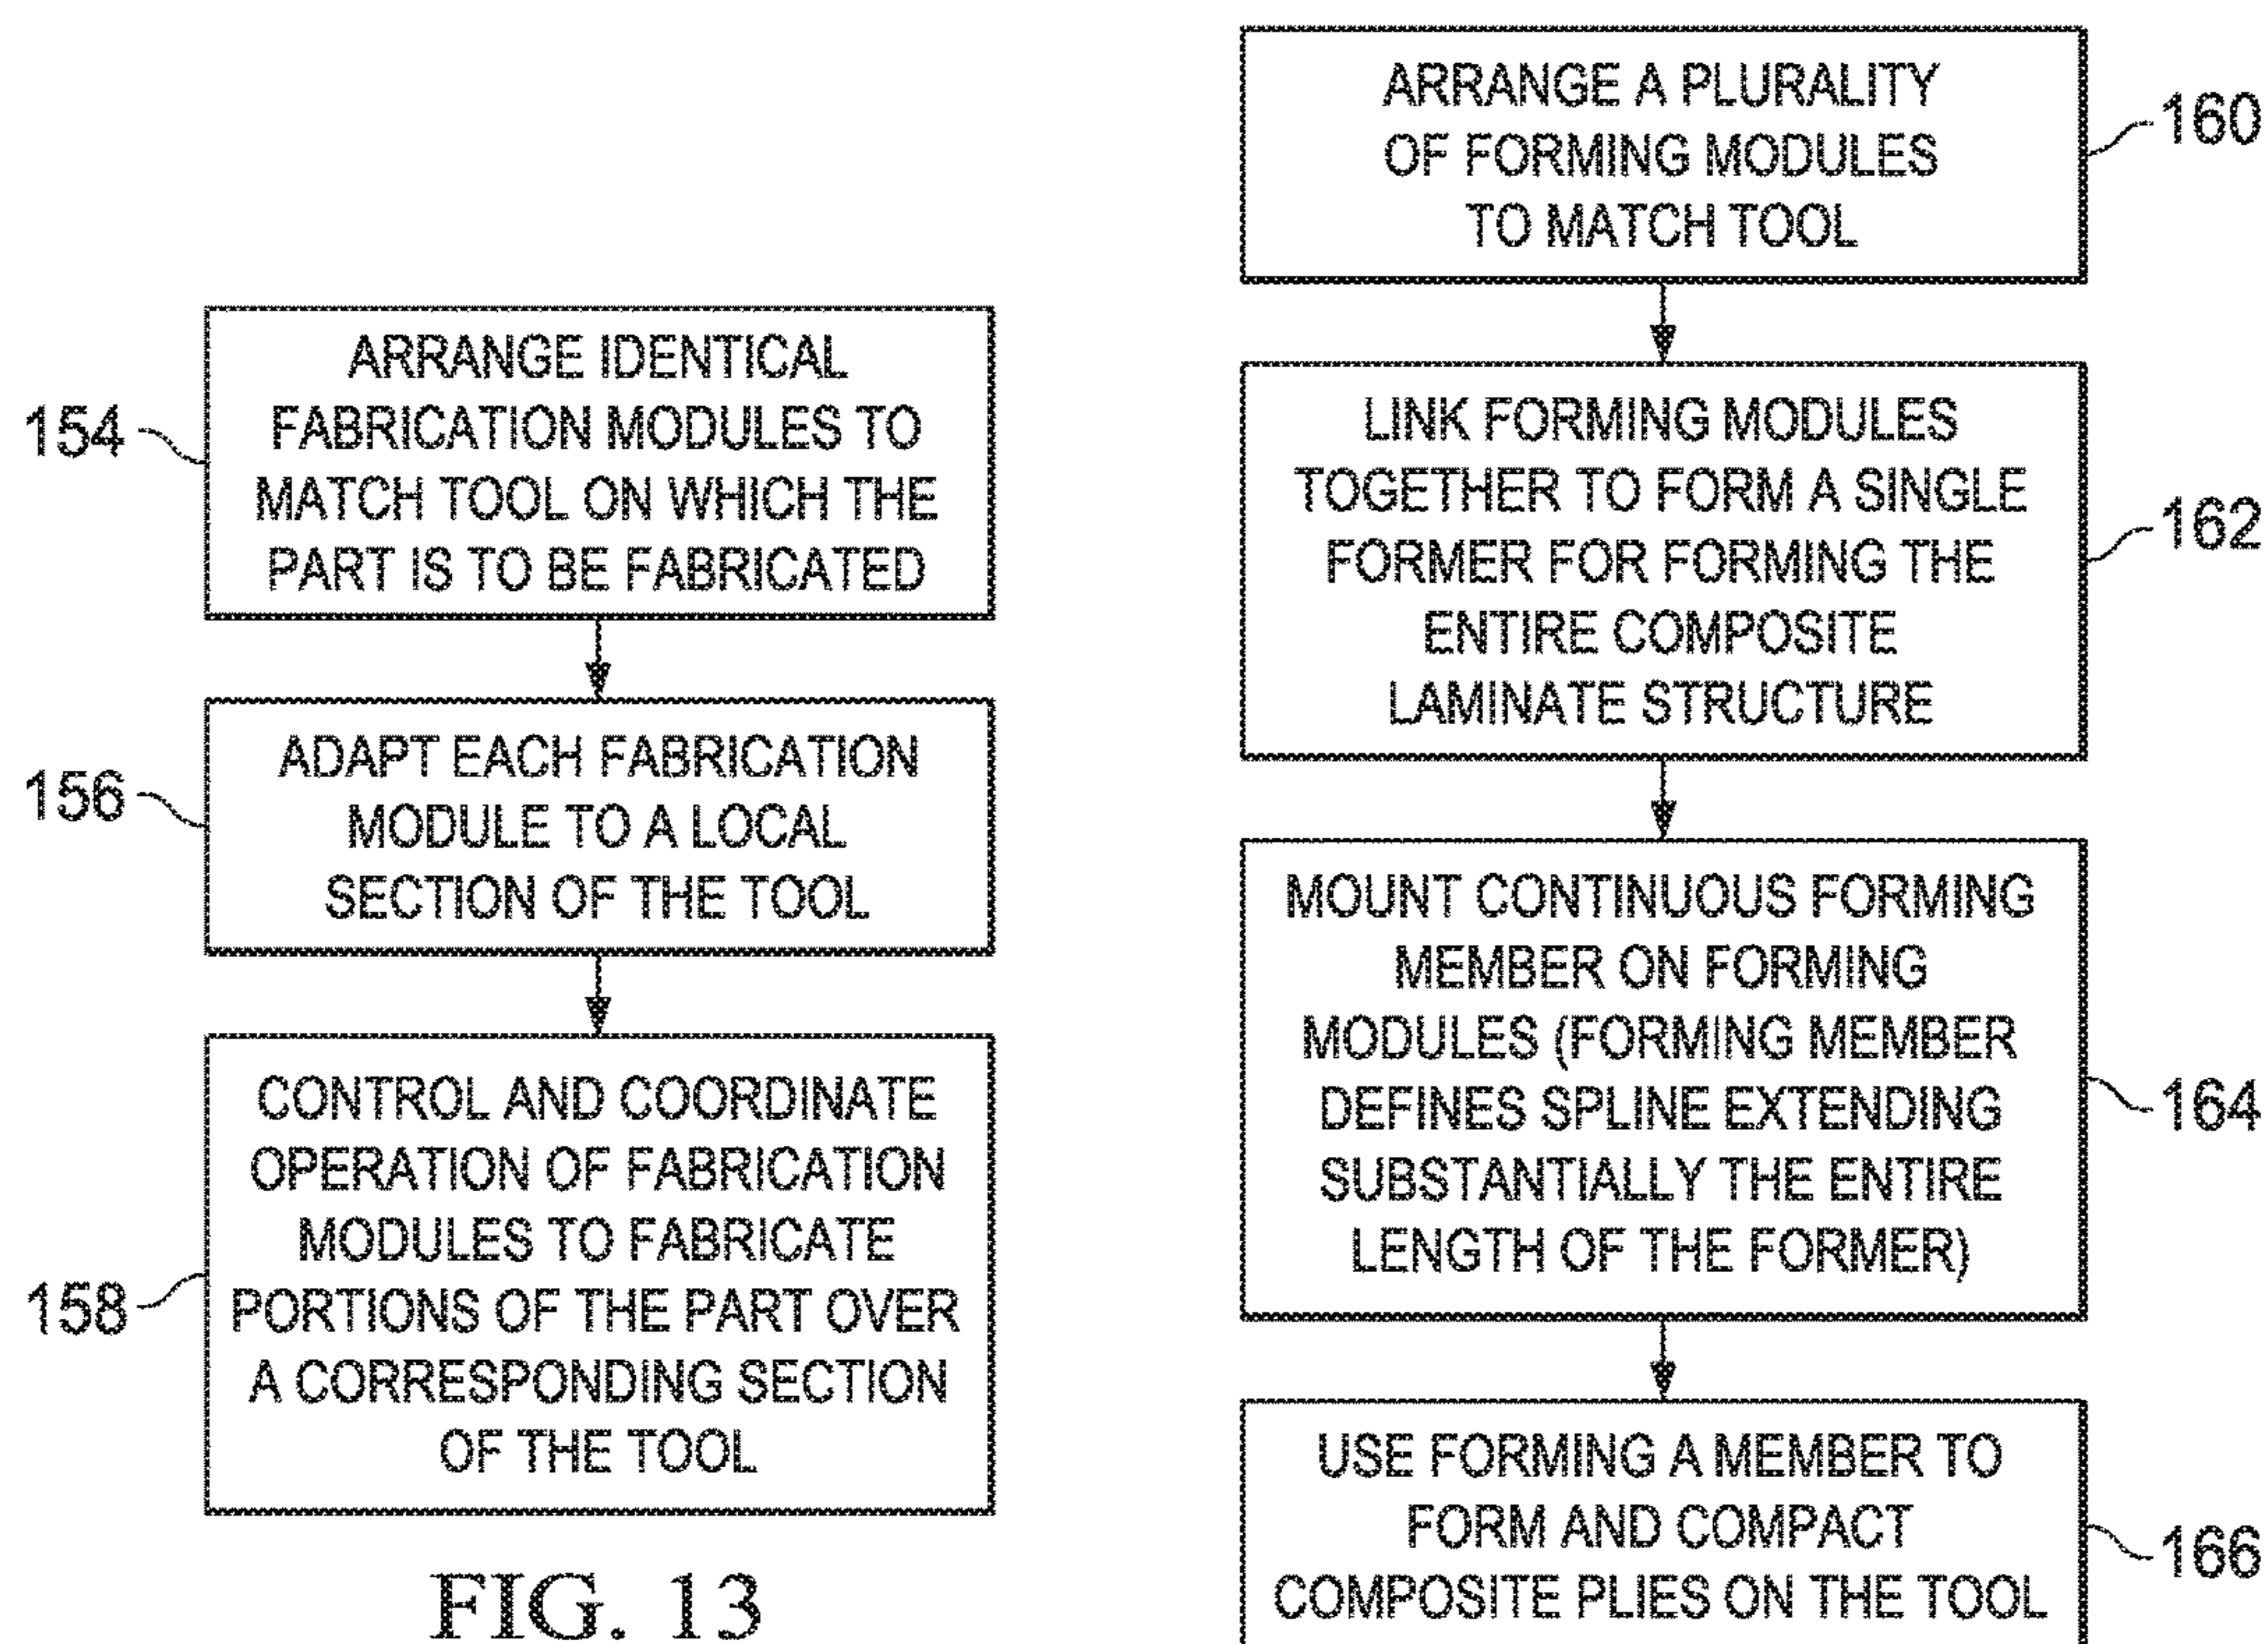 154
ARRANGE IDENTICAL
FABRICATION MODULES TO
MATCH TOOL ON WHICH THE
PART IS TO BE FABRICATED
156
ADAPT EACH FABRICATION
MODULE TO A LOCAL
SECTION OF THE TOOL
158
CONTROL AND COORDINATE
OPERATION OF FABRICATION
MODULES TO FABRICATE
PORTIONS OF THE PART OVER
A CORRESPONDING SECTION
OF THE TOOL
FIG. 13
ARRANGE A PLURALITY
OF FORMING MODULES
TO MATCH TOOL
160
LINK FORMING MODULES
TOGETHER TO FORM A SINGLE
FORMER FOR FORMING THE
ENTIRE COMPOSITE
LAMINATE STRUCTURE
162
MOUNT CONTINUOUS FORMING
MEMBER ON FORMING
MODULES (FORMING MEMBER
DEFINES SPLINE EXTENDING
SUBSTANTIALLY THE ENTIRE
LENGTH OF THE FORMER)
164
USE FORMING A MEMBER TO
FORM AND COMPACT
COMPOSITE PLIES ON THE TOOL
166